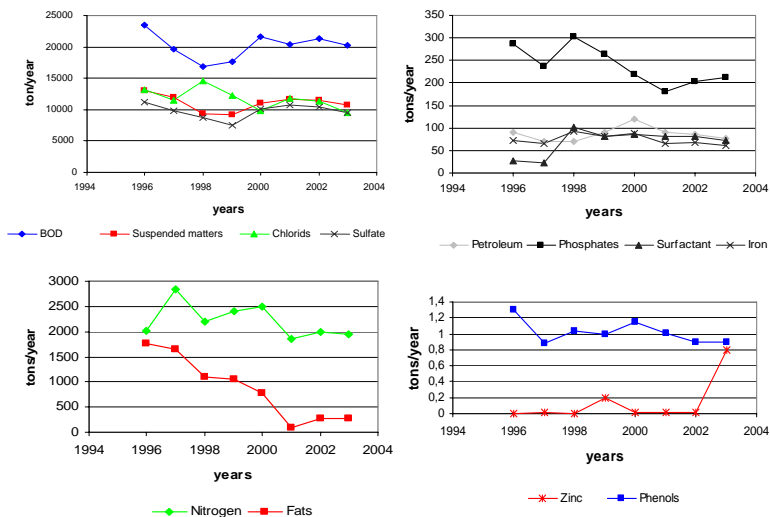 25000
20000
15000
10000
5000
0
ton/year
1994 1996 1998 2000 2002 2004
years
BOD Suspended matters Chlorids Sulfate
350
300
250
200
150
100
50
0
tons/year
1994 1996 1998 2000 2002 2004
years
Petroleum Phosphates Surfactant Iron
3000
2500
2000
1500
1000
500
0
tons/year
1994 1996 1998 2000 2002 2004
years
Nitrogen Fats
1,4
1,2
1
0,8
0,6
0,4
0,2
0
tons/year
1994 1996 1998 2000 2002 2004
years
Zinc Phenols